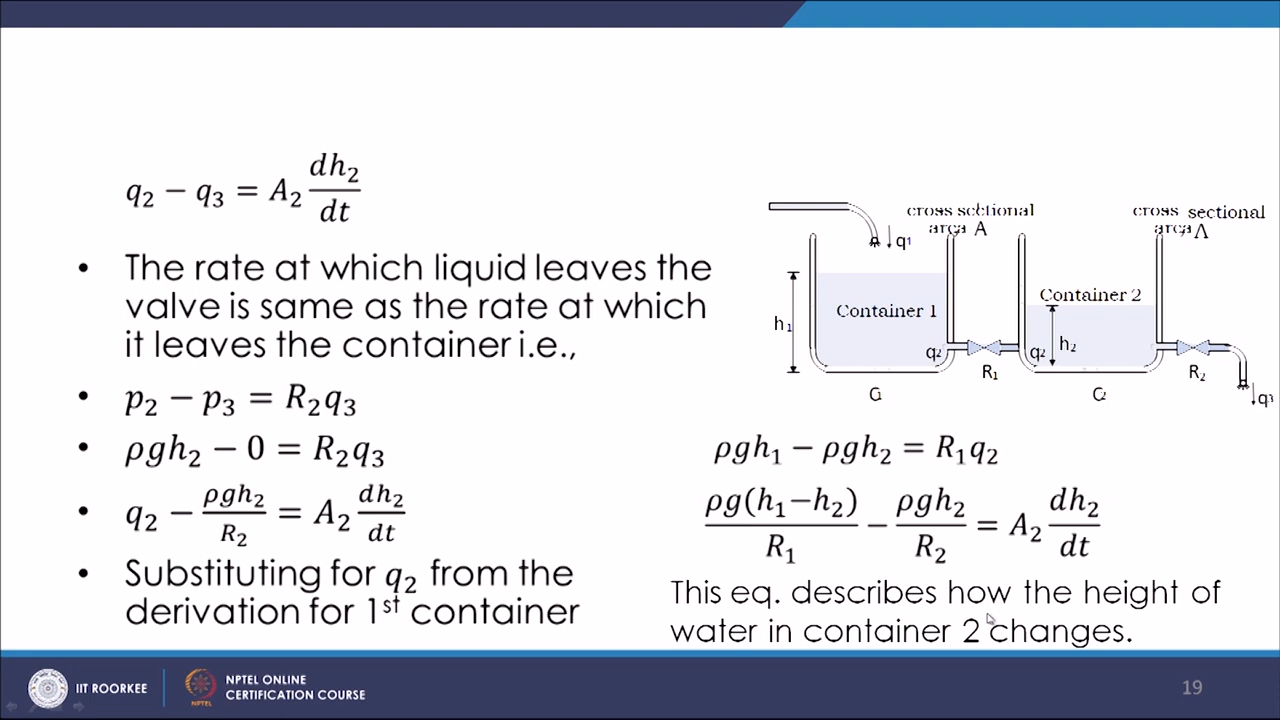 q₂ − q₃ = A₂ dh₂/dt
• The rate at which liquid leaves the
valve is same as the rate at which
it leaves the container i.e.,
• p₂ − p₃ = R₂q₃
• ρgh₂ − 0 = R₂q₃
• q₂ − ρgh₂/R₂ = A₂ dh₂/dt
• Substituting for q₂ from the
derivation for 1st container
cross sectional
area A
cross sectional
area
q1
Container 1
Container 2
h1
h2
q2
q2
R1
R2
q3
ρgh₁ − ρgh₂ = R₁q₂
ρg(h₁−h₂)/R₁ − ρgh₂/R₂ = A₂ dh₂/dt
This eq. describes how the height of
water in container 2 changes.
IIT ROORKEE
NPTEL
NPTEL ONLINE
CERTIFICATION COURSE
19